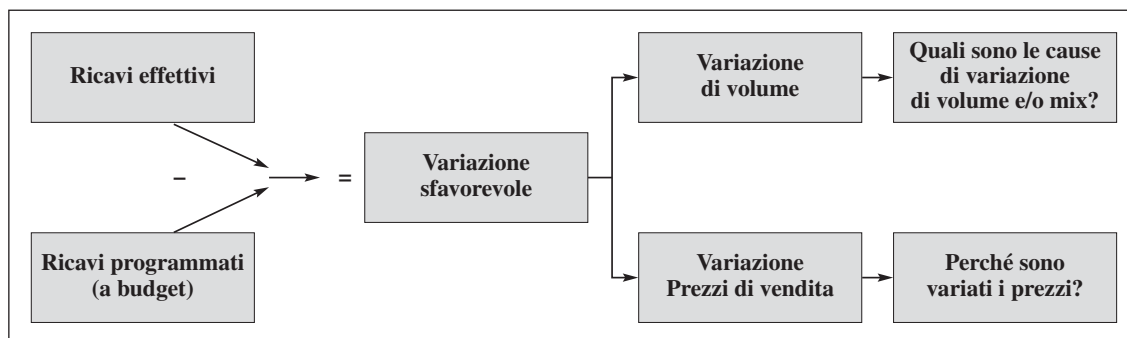 Ricavi effettivi
–
Ricavi programmati
(a budget)
=
Variazione
sfavorevole
Variazione
di volume
Quali sono le cause
di variazione
di volume e/o mix?
Variazione
Prezzi di vendita
Perché sono
variati i prezzi?